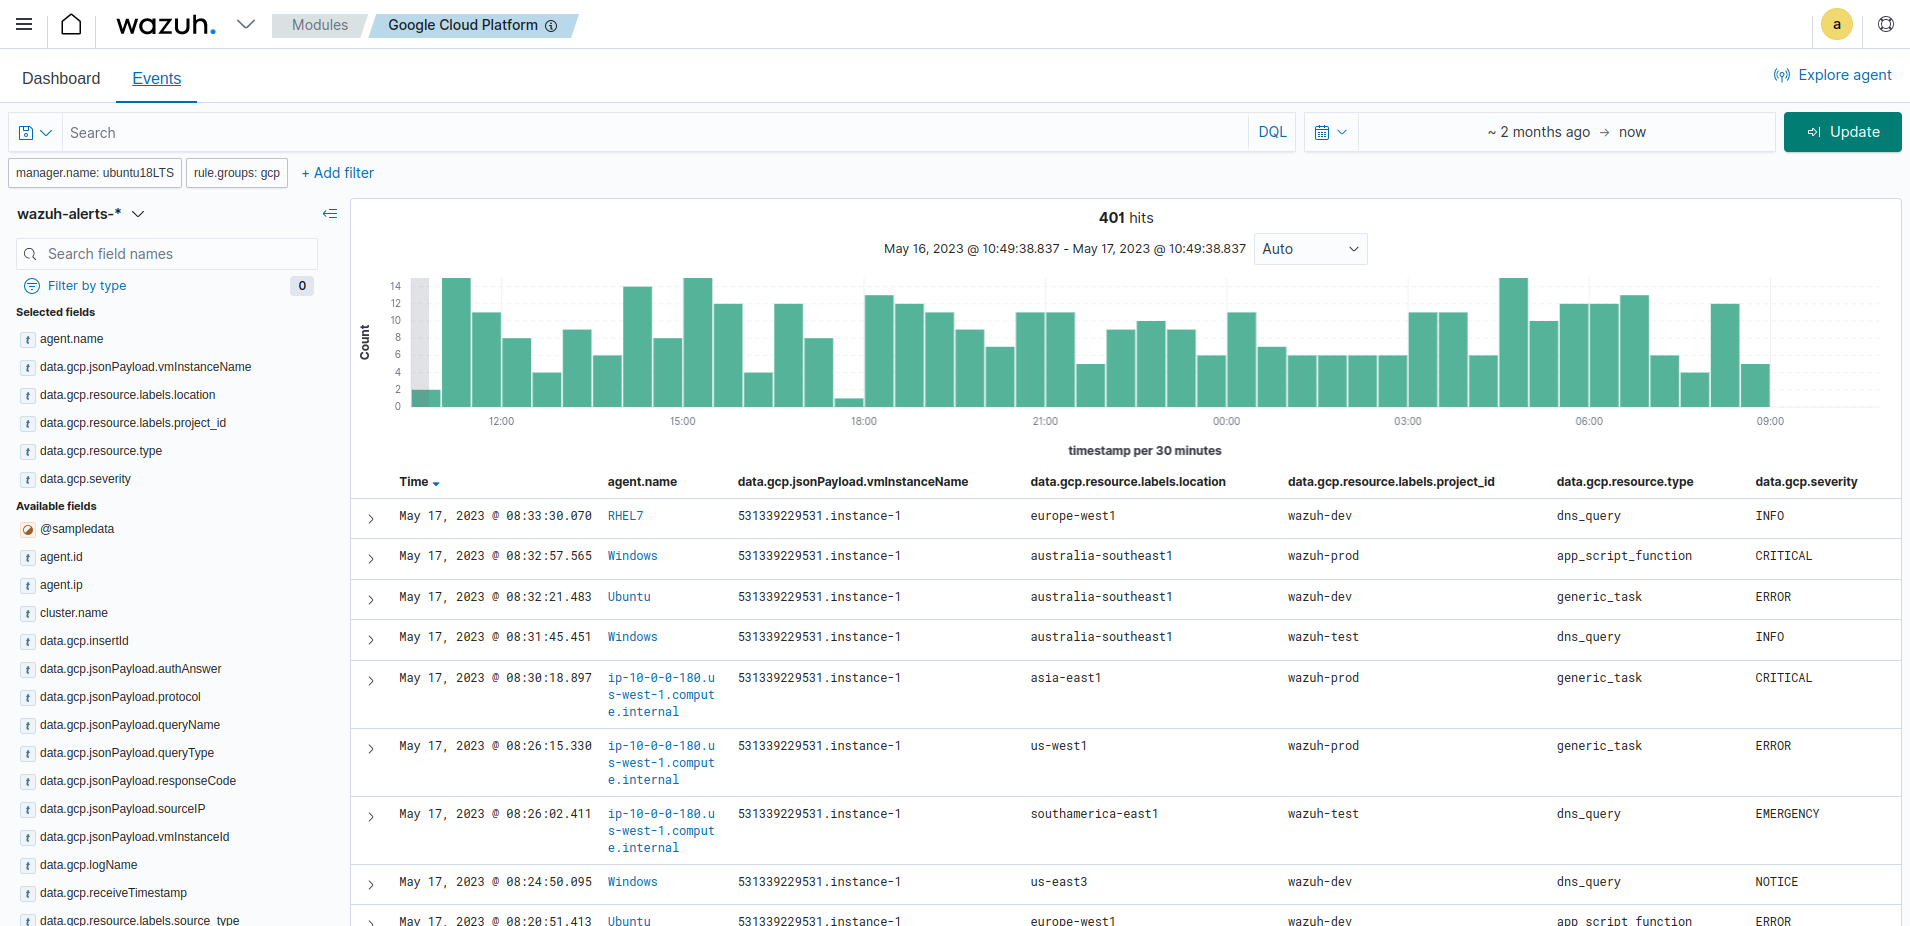 wazuh.
Modules
Google Cloud Platform
a
Dashboard
Events
Explore agent
Search
DQL
~ 2 months ago → now
Update
manager.name: ubuntu18LTS
rule.groups: gcp
+ Add filter
wazuh-alerts-*
Search field names
Filter by type
0
Selected fields
t agent.name
t data.gcp.jsonPayload.vmInstanceName
t data.gcp.resource.labels.location
t data.gcp.resource.labels.project_id
t data.gcp.resource.type
t data.gcp.severity
Available fields
@sampledata
t agent.id
t agent.ip
t cluster.name
t data.gcp.insertId
t data.gcp.jsonPayload.authAnswer
t data.gcp.jsonPayload.protocol
t data.gcp.jsonPayload.queryName
t data.gcp.jsonPayload.queryType
t data.gcp.jsonPayload.responseCode
t data.gcp.jsonPayload.sourceIP
t data.gcp.jsonPayload.vmInstanceId
t data.gcp.logName
t data.gcp.receiveTimestamp
t data.gcp.resource.labels.source_type
401 hits
May 16, 2023 @ 10:49:38.837 - May 17, 2023 @ 10:49:38.837
Auto
Count
14
12
10
8
6
4
2
0
12:00 15:00 18:00 21:00 00:00 03:00 06:00 09:00
timestamp per 30 minutes
Time agent.name data.gcp.jsonPayload.vmInstanceName data.gcp.resource.labels.location data.gcp.resource.labels.project_id data.gcp.resource.type data.gcp.severity
May 17, 2023 @ 08:33:30.070 RHEL7 531339229531.instance-1 europe-west1 wazuh-dev dns_query INFO
May 17, 2023 @ 08:32:57.565 Windows 531339229531.instance-1 australia-southeast1 wazuh-prod app_script_function CRITICAL
May 17, 2023 @ 08:32:21.483 Ubuntu 531339229531.instance-1 australia-southeast1 wazuh-dev generic_task ERROR
May 17, 2023 @ 08:31:45.451 Windows 531339229531.instance-1 australia-southeast1 wazuh-test dns_query INFO
May 17, 2023 @ 08:30:18.897 ip-10-0-0-180.u 531339229531.instance-1 asia-east1 wazuh-prod generic_task CRITICAL
s-west-1.comput
e.internal
May 17, 2023 @ 08:26:15.330 ip-10-0-0-180.u 531339229531.instance-1 us-west1 wazuh-prod generic_task ERROR
s-west-1.comput
e.internal
May 17, 2023 @ 08:26:02.411 ip-10-0-0-180.u 531339229531.instance-1 southamerica-east1 wazuh-test dns_query EMERGENCY
s-west-1.comput
e.internal
May 17, 2023 @ 08:24:50.095 Windows 531339229531.instance-1 us-east3 wazuh-dev dns_query NOTICE
May 17, 2023 @ 08:20:51.413 Ubuntu 531339229531.instance-1 europe-west1 wazuh-dev app_script_function ERROR